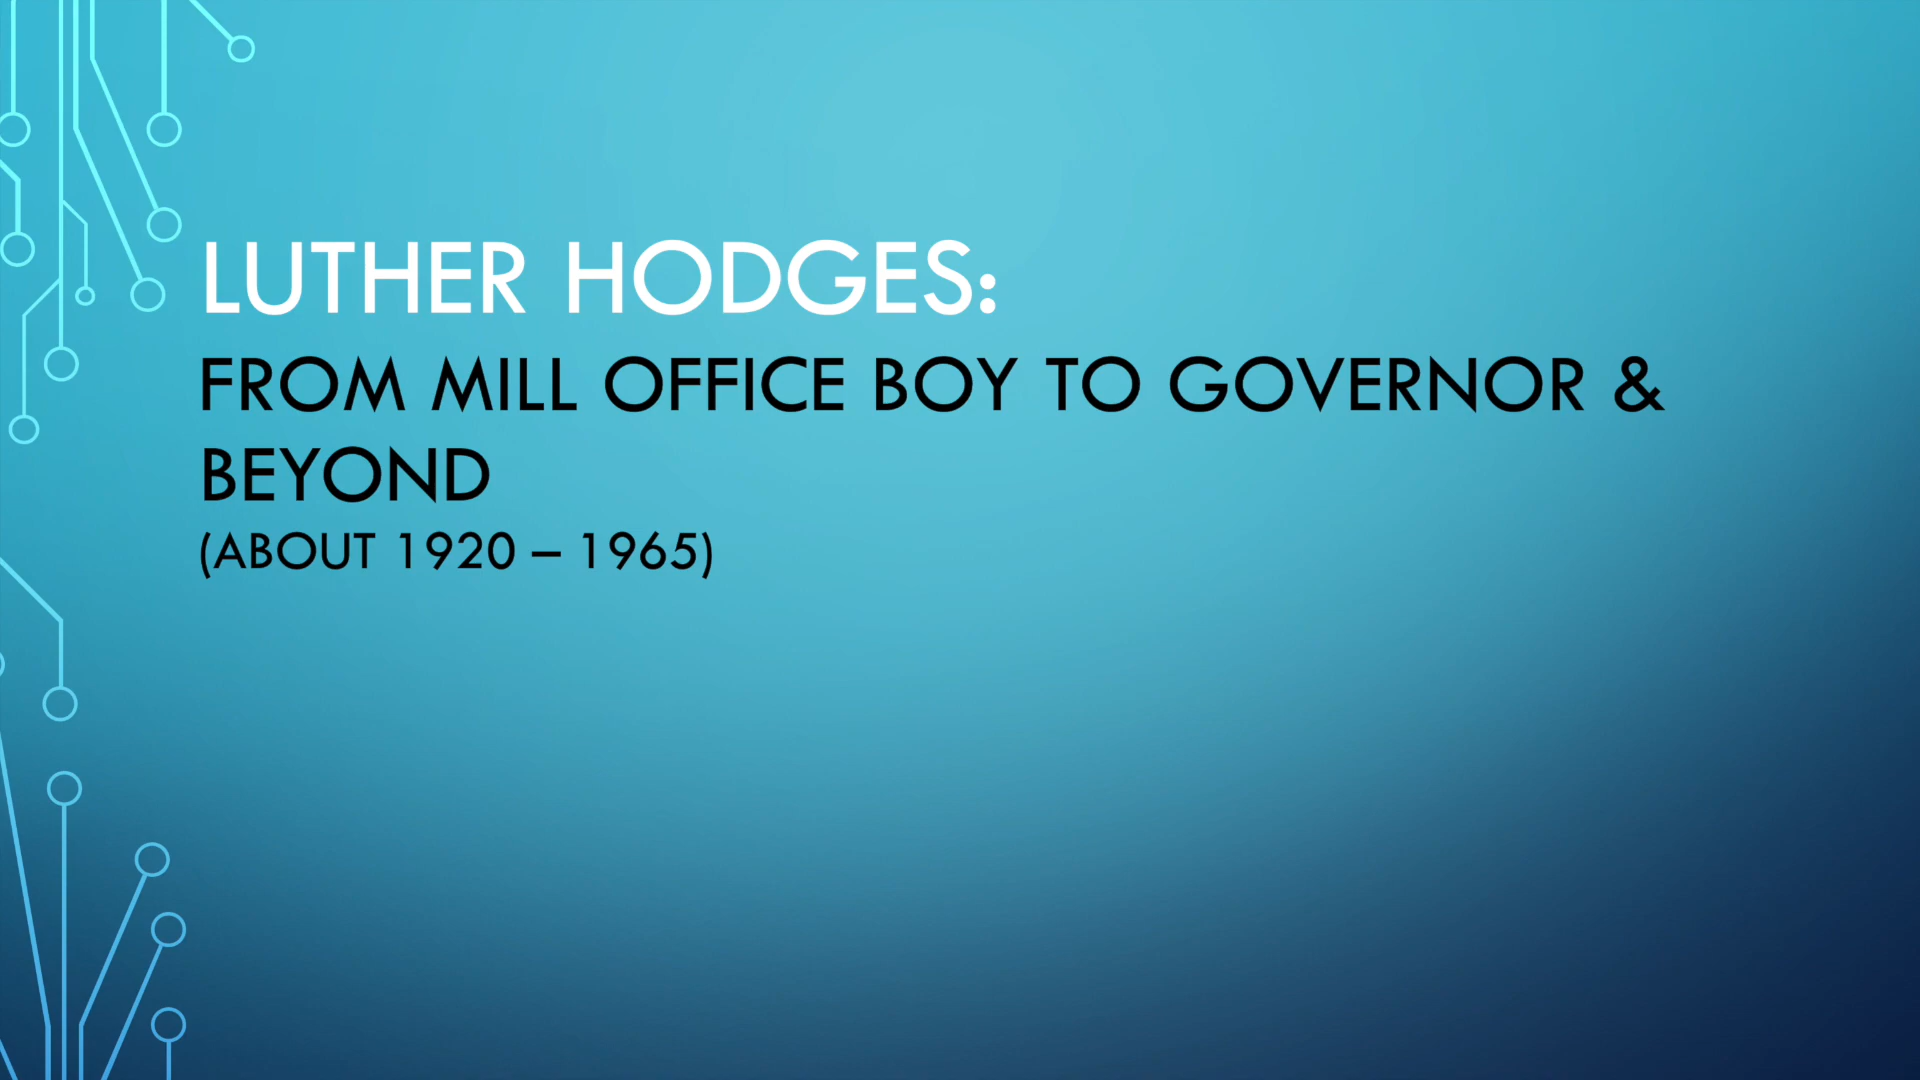 LUTHER HODGES:
FROM MILL OFFICE BOY TO GOVERNOR &
BEYOND
(ABOUT 1920 – 1965)